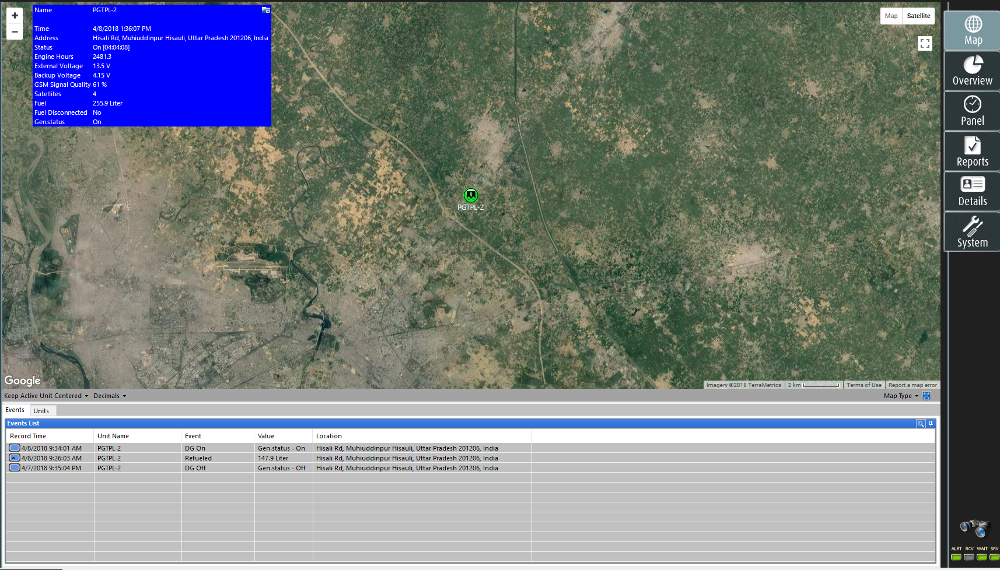 +
−
Name PGTPL-2
Time 4/8/2018 1:36:07 PM
Address Hisali Rd, Muhiuddinpur Hisauli, Uttar Pradesh 201206, India
Status On [04:04:08]
Engine Hours 2481.3
External Voltage 13.5 V
Backup Voltage 4.15 V
GSM Signal Quality 61 %
Satellites 4
Fuel 255.9 Liter
Fuel Disconnected No
Gen.status On
Map Satellite
PGTPL-2
Google
Imagery ©2018 TerraMetrics 2 km Terms of Use Report a map error
Keep Active Unit Centered Decimals Map Type
Events Units
Events List
Record Time Unit Name Event Value Location
4/8/2018 9:34:01 AM PGTPL-2 DG On Gen.status - On Hisali Rd, Muhiuddinpur Hisauli, Uttar Pradesh 201206, India
4/8/2018 9:26:03 AM PGTPL-2 Refueled 147.9 Liter Hisali Rd, Muhiuddinpur Hisauli, Uttar Pradesh 201206, India
4/7/2018 9:35:04 PM PGTPL-2 DG Off Gen.status - Off Hisali Rd, Muhiuddinpur Hisauli, Uttar Pradesh 201206, India
Map
Overview
Panel
Reports
Details
System
ALRT RCV WAIT SRV